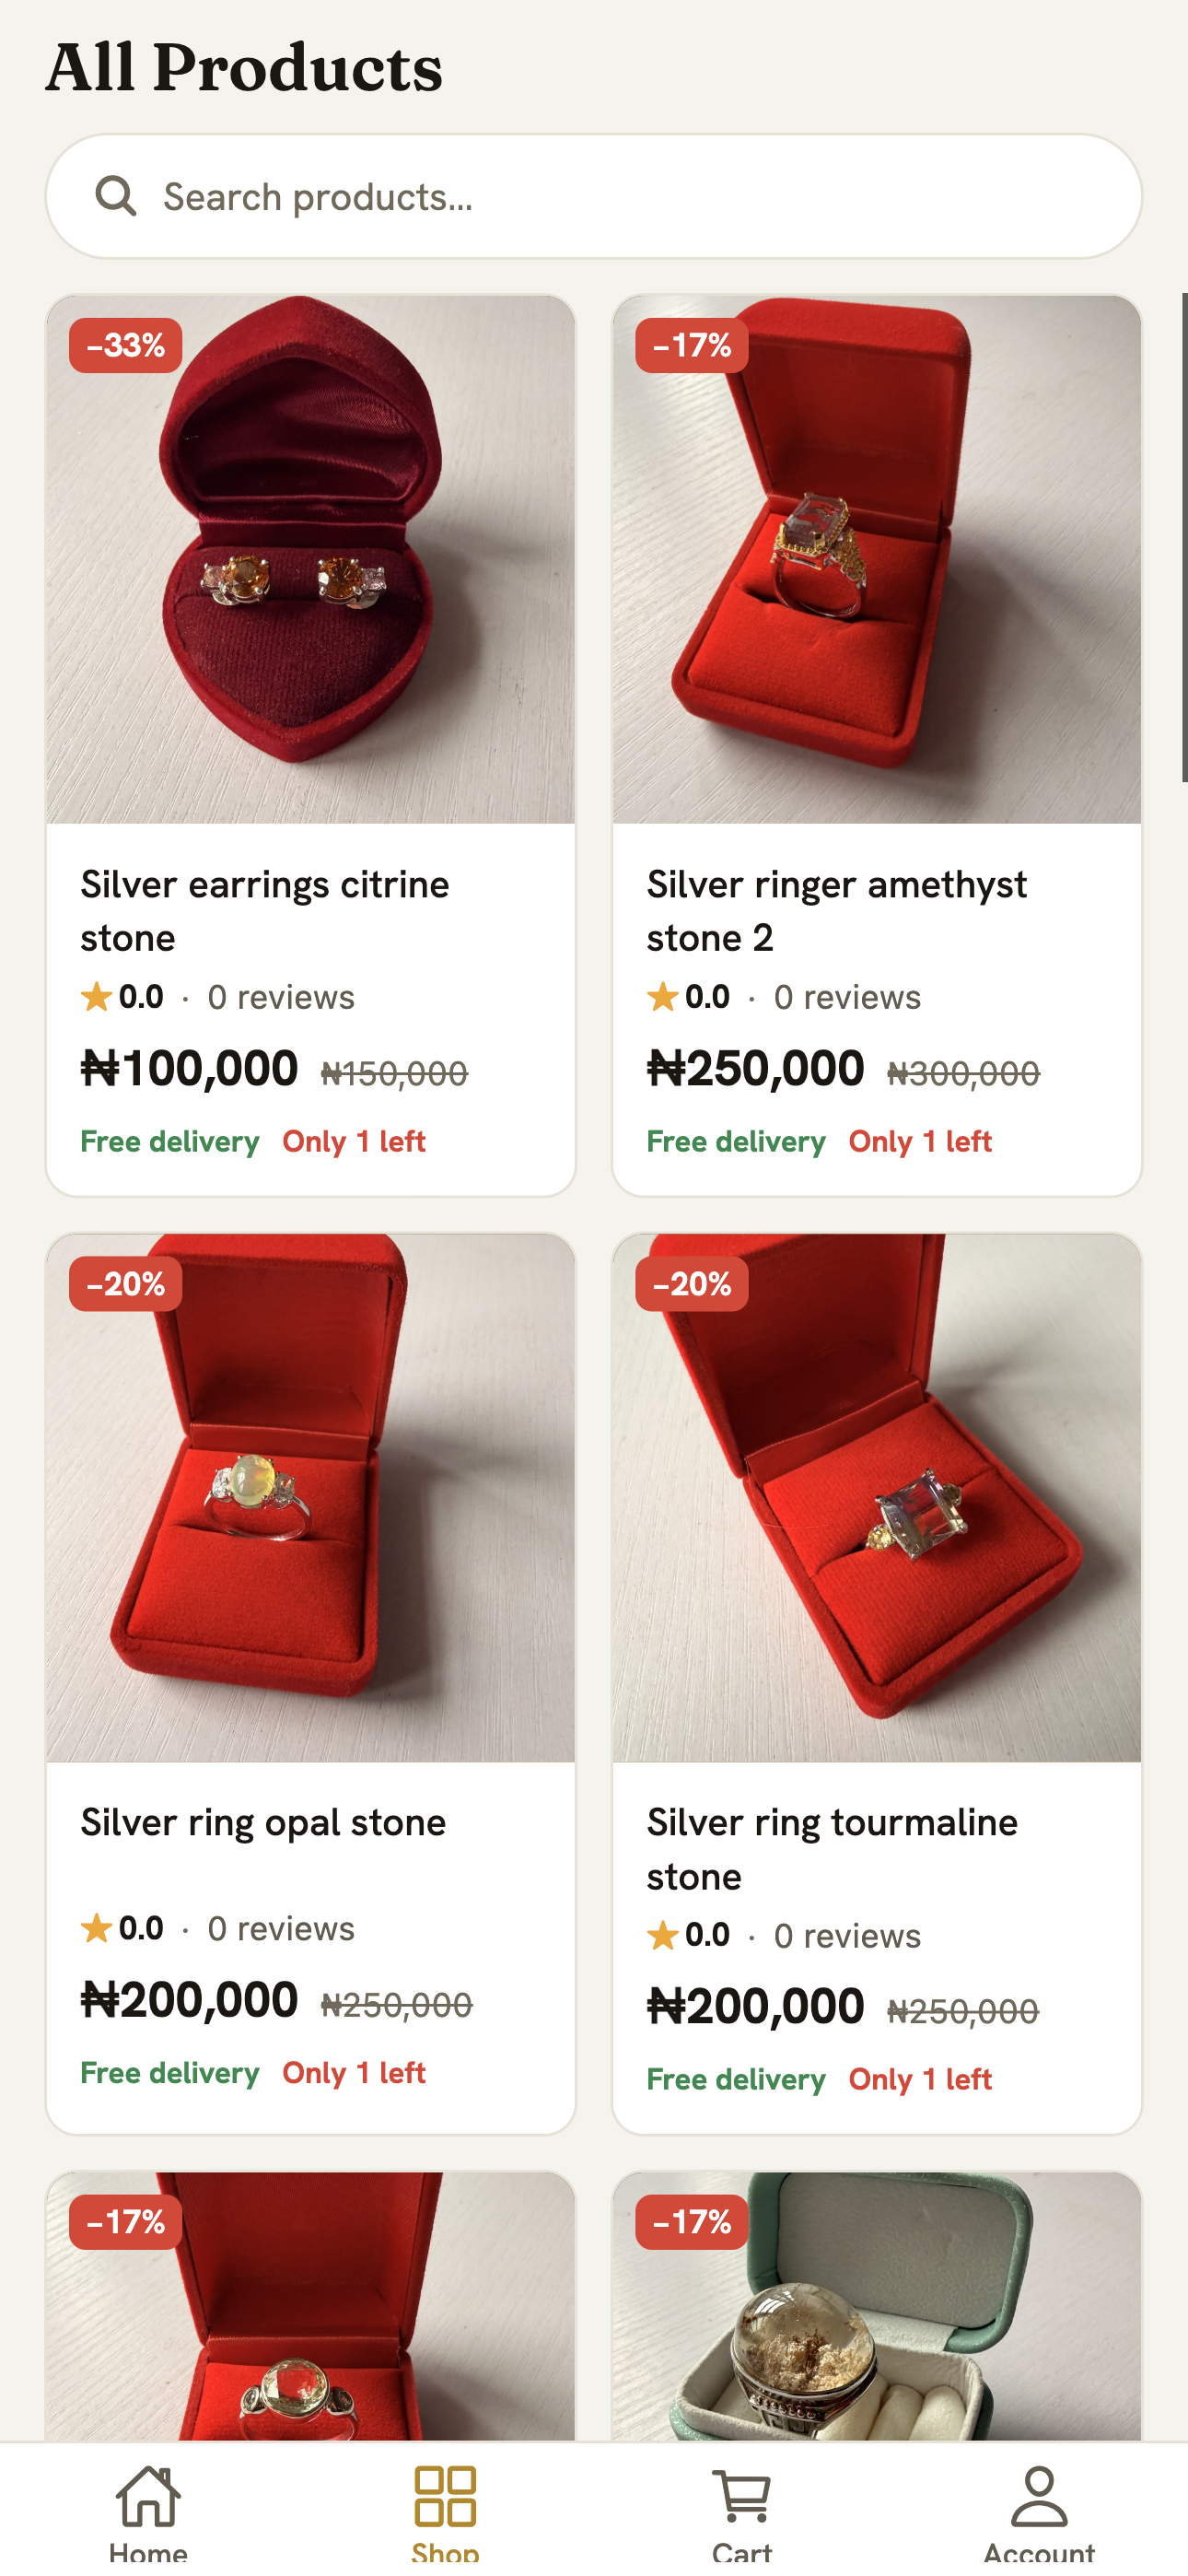 All Products
Search products...
–33%
–17%
Silver earrings citrine
stone
0.0 · 0 reviews
₦100,000 ₦150,000
Free delivery Only 1 left
Silver ringer amethyst
stone 2
0.0 · 0 reviews
₦250,000 ₦300,000
Free delivery Only 1 left
–20%
–20%
Silver ring opal stone
0.0 · 0 reviews
₦200,000 ₦250,000
Free delivery Only 1 left
Silver ring tourmaline
stone
0.0 · 0 reviews
₦200,000 ₦250,000
Free delivery Only 1 left
–17%
–17%
Home Shop Cart Account